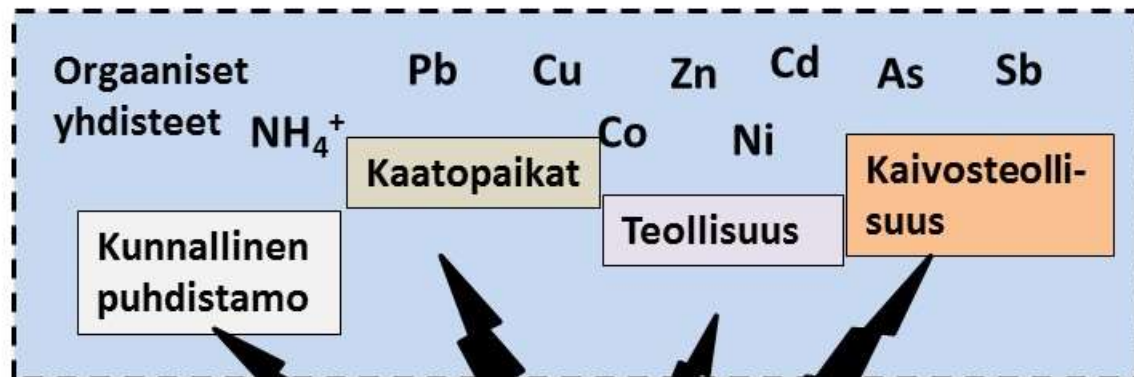 Orgaaniset
yhdisteet
NH₄⁺
Pb
Cu
Zn
Cd
As
Sb
Co
Ni
Kaatopaikat
Kaivosteolli-
suus
Teollisuus
Kunnallinen
puhdistamo